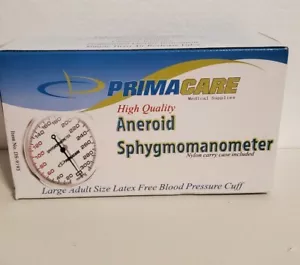 PRIMACARE
Medical Supplies
High Quality
Aneroid
Sphygmomanometer
Nylon carry case included
Large Adult Size Latex Free Blood Pressure Cuff